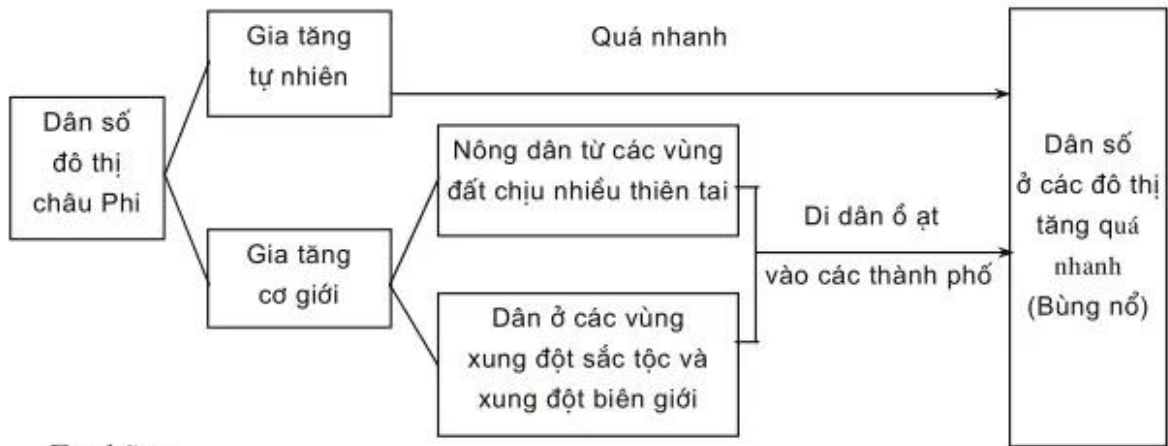 Gia tăng
tự nhiên
Quá nhanh
Dân số
đô thị
châu Phi
Nông dân từ các vùng
đất chịu nhiều thiên tai
Gia tăng
cơ giới
Dân ở các vùng
xung đột sắc tộc và
xung đột biên giới
Di dân ồ ạt
vào các thành phố
Dân số
ở các đô thị
tăng quá
nhanh
(Bùng nổ)